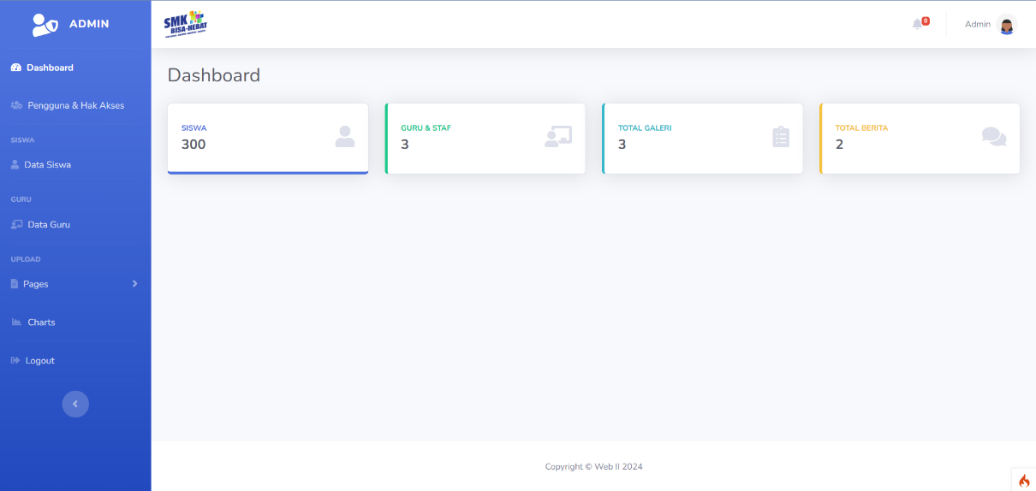 ADMIN
Dashboard
Pengguna & Hak Akses
SISWA
Data Siswa
GURU
Data Guru
UPLOAD
Pages
Charts
Logout
SMK
BISA-HEBAT
Admin
Dashboard
SISWA
300
GURU & STAF
3
TOTAL GALERI
3
TOTAL BERITA
2
Copyright © Web II 2024